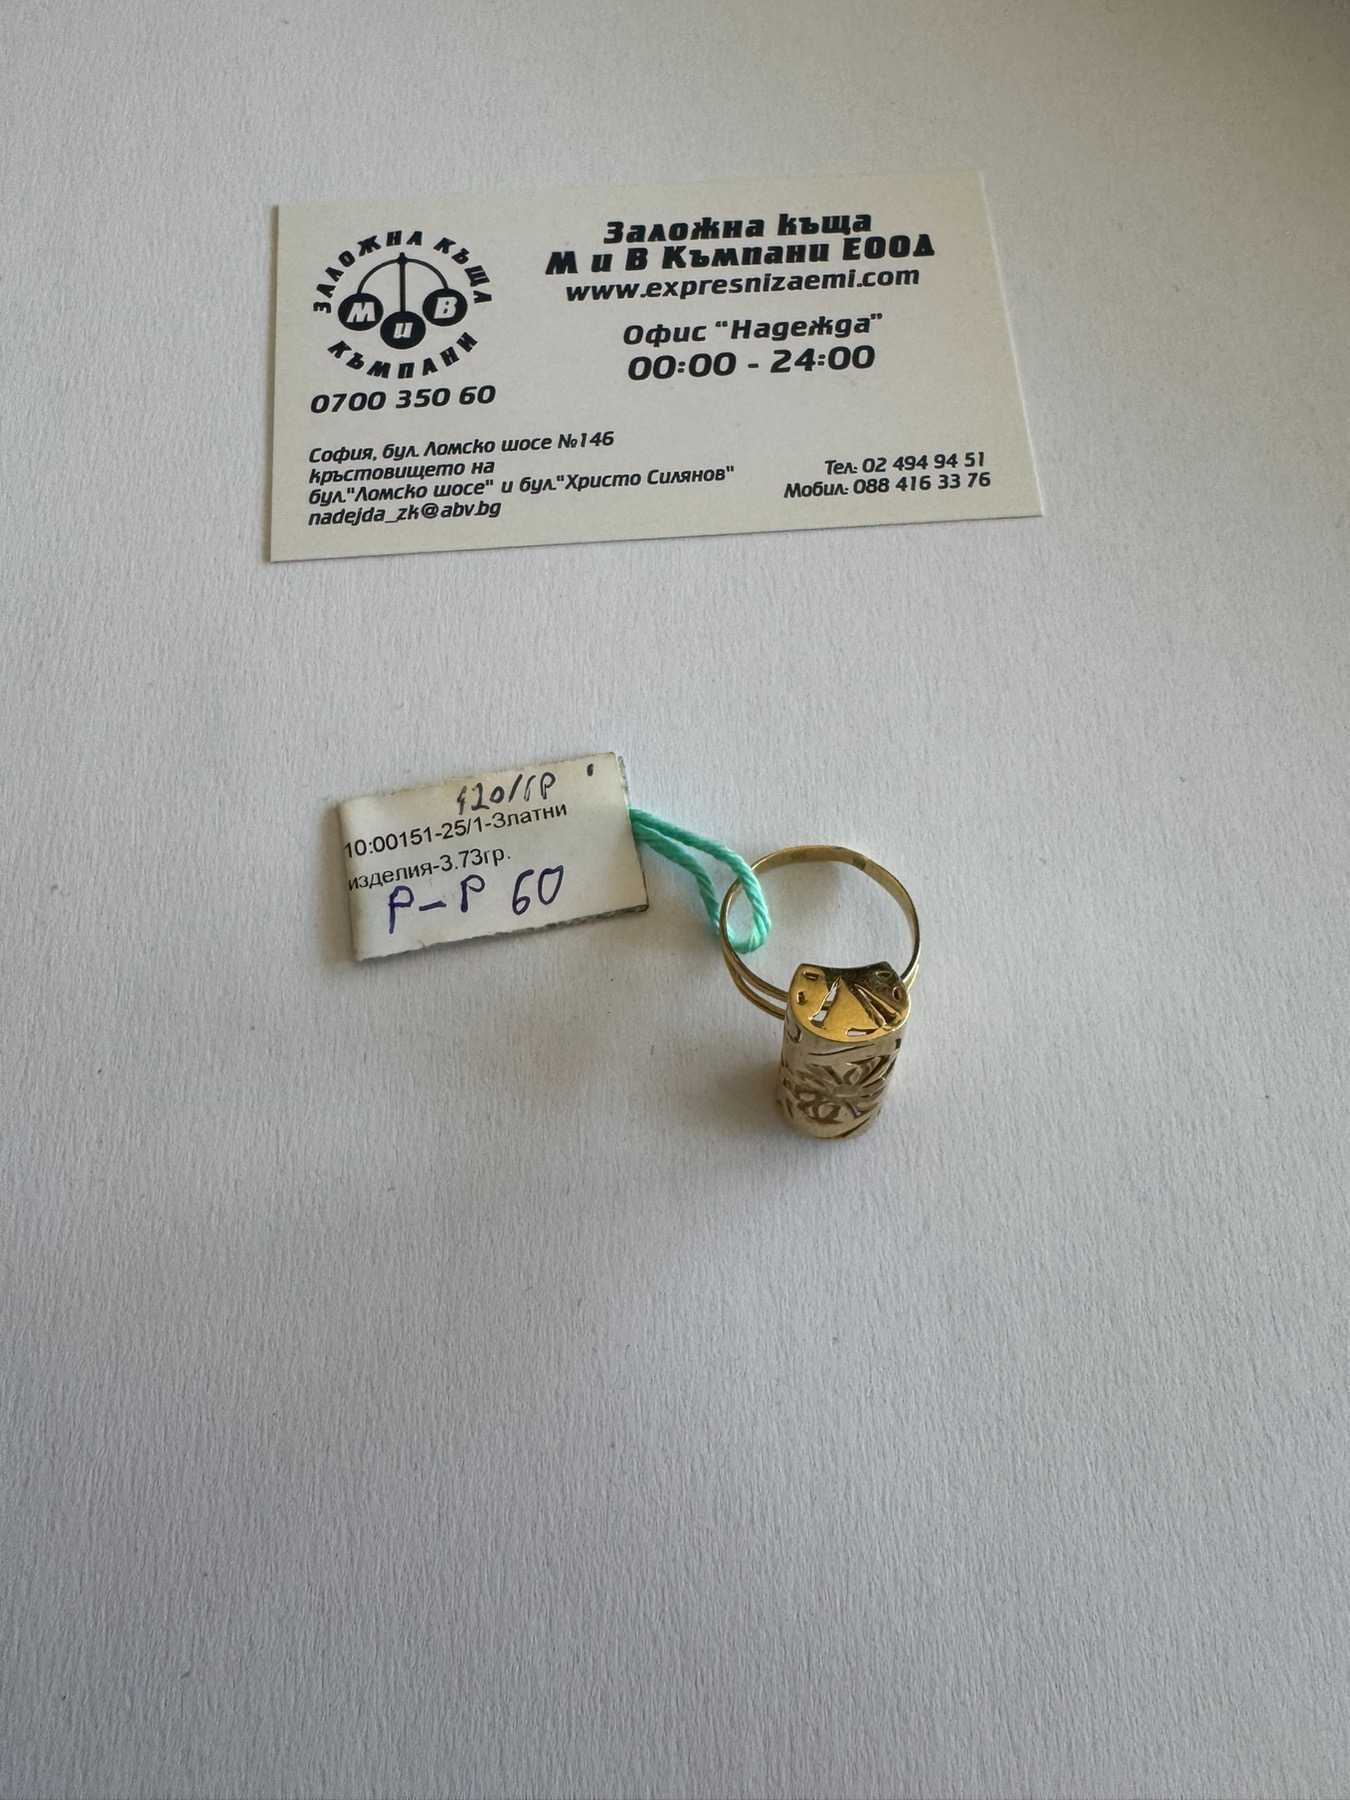 ЗАЛОЖНА КЪЩА
М и В
КЪМПАНИ
0700 350 60
Заложна къща
М и В Къмпани ЕООД
www.expresnizaemi.com
Офис "Надежда"
00:00 - 24:00
София, бул. Ломско шосе №146
кръстовището на
бул."Ломско шосе" и бул."Христо Силянов"
nadejda_zk@abv.bg
Тел: 02 494 94 51
Мобил: 088 416 33 76
120/ГР
10:00151-25/1-Златни
изделия-3.73гр.
Р-Р 60